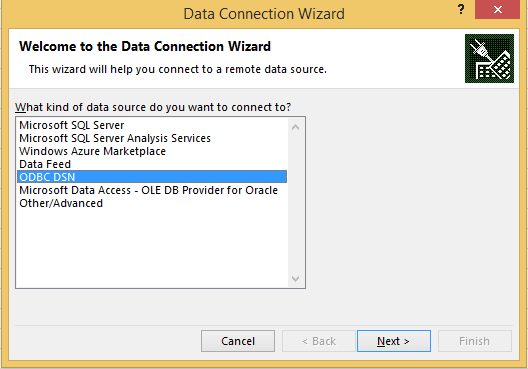 Data Connection Wizard
?
×
Welcome to the Data Connection Wizard
This wizard will help you connect to a remote data source.
What kind of data source do you want to connect to?
Microsoft SQL Server
Microsoft SQL Server Analysis Services
Windows Azure Marketplace
Data Feed
ODBC DSN
Microsoft Data Access - OLE DB Provider for Oracle
Other/Advanced
Cancel
< Back
Next >
Finish